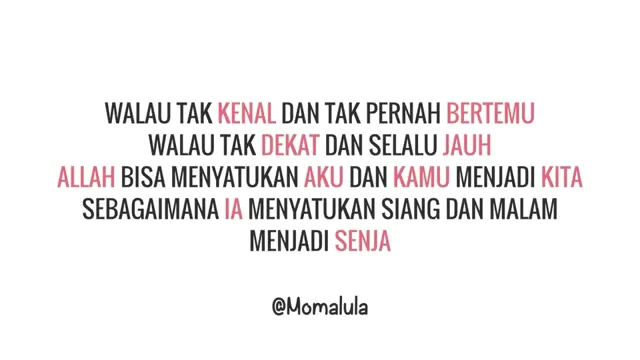 WALAU TAK KENAL DAN TAK PERNAH BERTEMU
WALAU TAK DEKAT DAN SELALU JAUH
ALLAH BISA MENYATUKAN AKU DAN KAMU MENJADI KITA
SEBAGAIMANA IA MENYATUKAN SIANG DAN MALAM
MENJADI SENJA
@Momalula